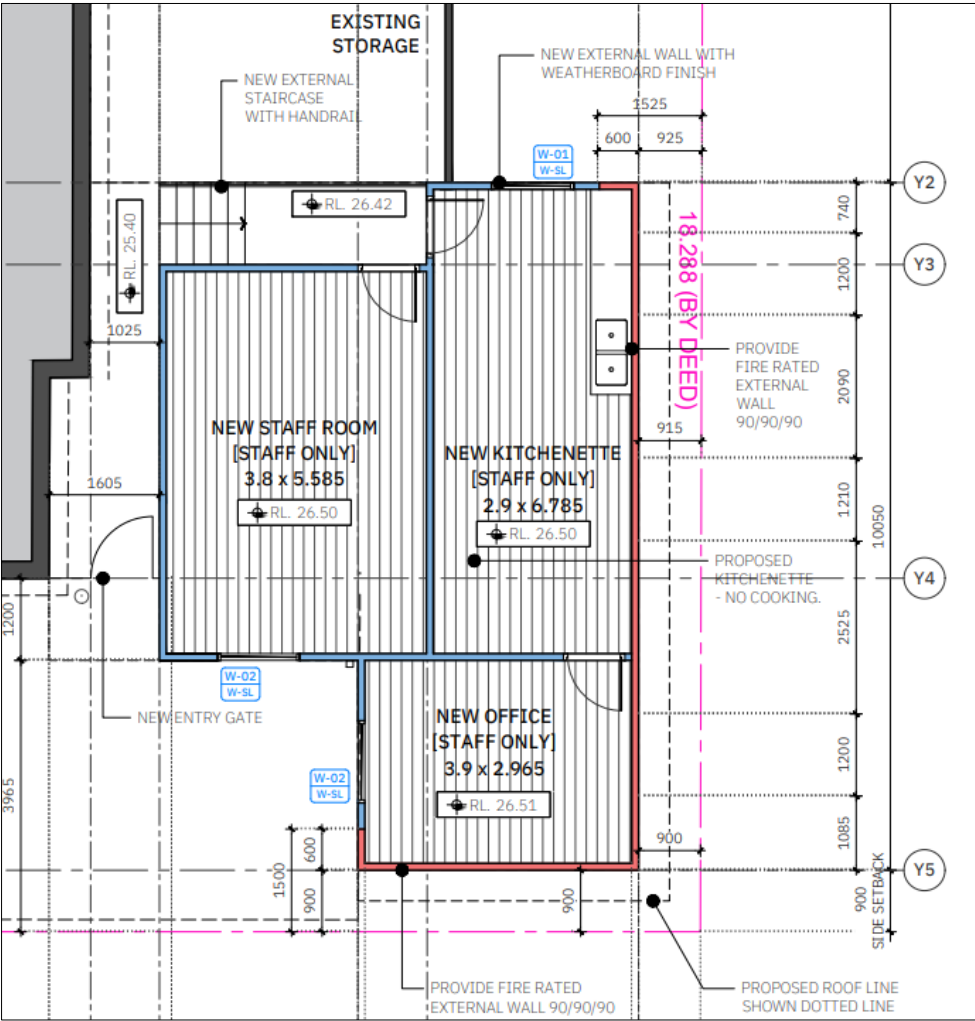 EXISTING
STORAGE
NEW EXTERNAL WALL WITH
WEATHERBOARD FINISH
NEW EXTERNAL
STAIRCASE
WITH HANDRAIL
1525
600
925
W-01
W-SL
Y2
RL. 26.42
740
RL. 25.40
18.288 (BY DEED)
Y3
1200
1025
PROVIDE
FIRE RATED
EXTERNAL
WALL
90/90/90
2090
NEW STAFF ROOM
[STAFF ONLY]
3.8 x 5.585
RL. 26.50
915
NEW KITCHENETTE
[STAFF ONLY]
2.9 x 6.785
RL. 26.50
1605
1210
10050
PROPOSED
KITCHENETTE
- NO COOKING.
Y4
1200
2525
W-02
W-SL
NEW ENTRY GATE
NEW OFFICE
[STAFF ONLY]
3.9 x 2.965
RL. 26.51
W-02
W-SL
1200
3965
600
1500
900
900
1085
900
Y5
900
SIDE SETBACK
PROVIDE FIRE RATED
EXTERNAL WALL 90/90/90
PROPOSED ROOF LINE
SHOWN DOTTED LINE